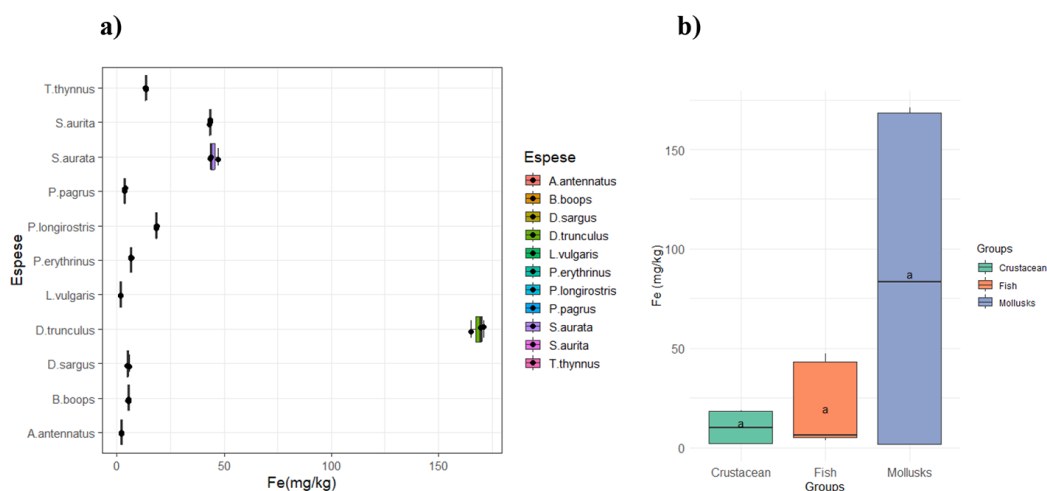 a)
T.thynnus
S.aurita
S.aurata
P.pagrus
P.longirostris
P.erythrinus
L.vulgaris
D.trunculus
D.sargus
B.boops
A.antennatus
Espese
0 50 100 150
Fe(mg/kg)
Espese
A.antennatus
B.boops
D.sargus
D.trunculus
L.vulgaris
P.erythrinus
P.longirostris
P.pagrus
S.aurata
S.aurita
T.thynnus
b)
150
100
50
0
Fe (mg/kg)
a
a
a
Crustacean Fish Mollusks
Groups
Groups
Crustacean
Fish
Mollusks